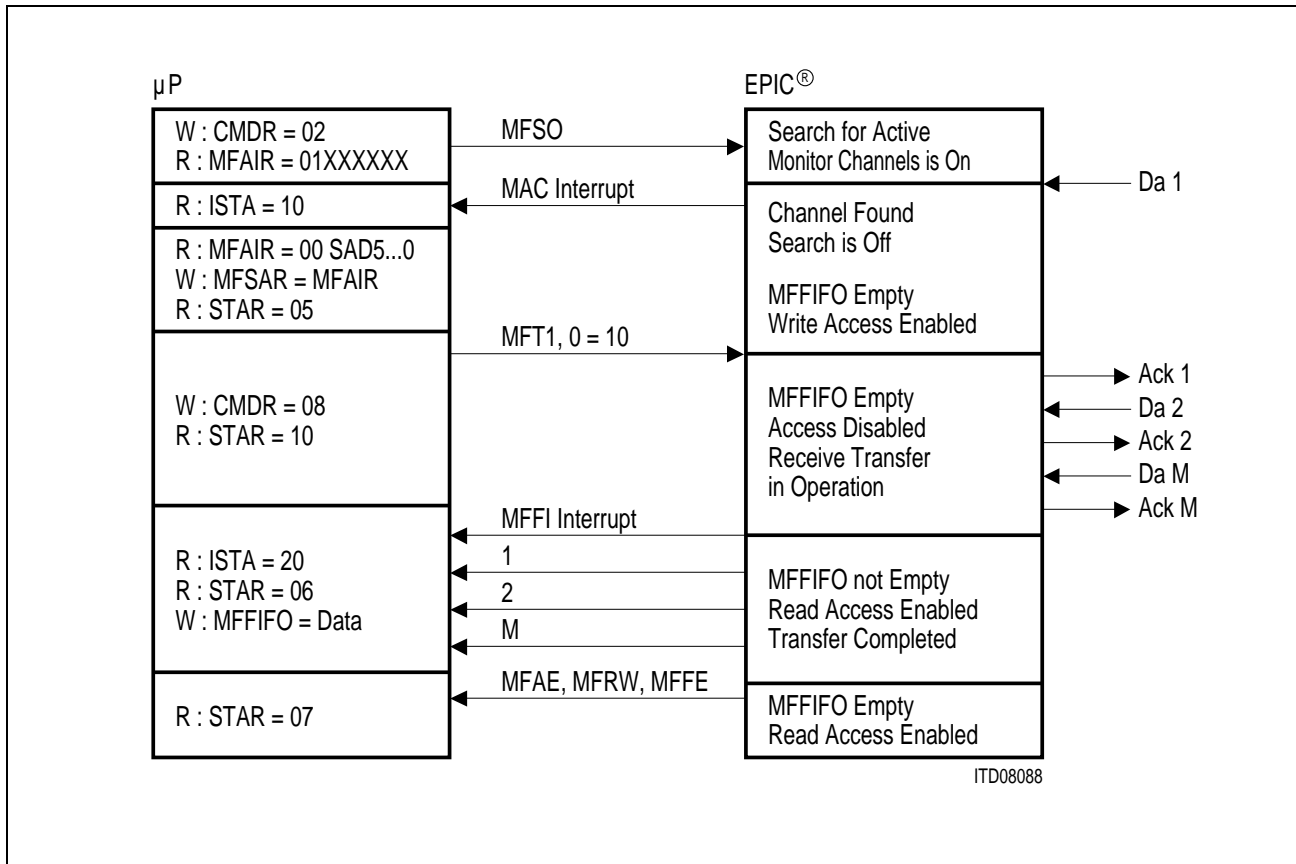 µP
EPIC®
W : CMDR = 02
R : MFAIR = 01XXXXXX
MFSO
Search for Active
Monitor Channels is On
R : ISTA = 10
MAC Interrupt
Da 1
Channel Found
Search is Off
R : MFAIR = 00 SAD5...0
W : MFSAR = MFAIR
R : STAR = 05
MFFIFO Empty
Write Access Enabled
MFT1, 0 = 10
W : CMDR = 08
R : STAR = 10
MFFIFO Empty
Access Disabled
Receive Transfer
in Operation
Ack 1
Da 2
Ack 2
Da M
Ack M
MFFI Interrupt
1
2
M
R : ISTA = 20
R : STAR = 06
W : MFFIFO = Data
MFFIFO not Empty
Read Access Enabled
Transfer Completed
MFAE, MFRW, MFFE
R : STAR = 07
MFFIFO Empty
Read Access Enabled
ITD08088